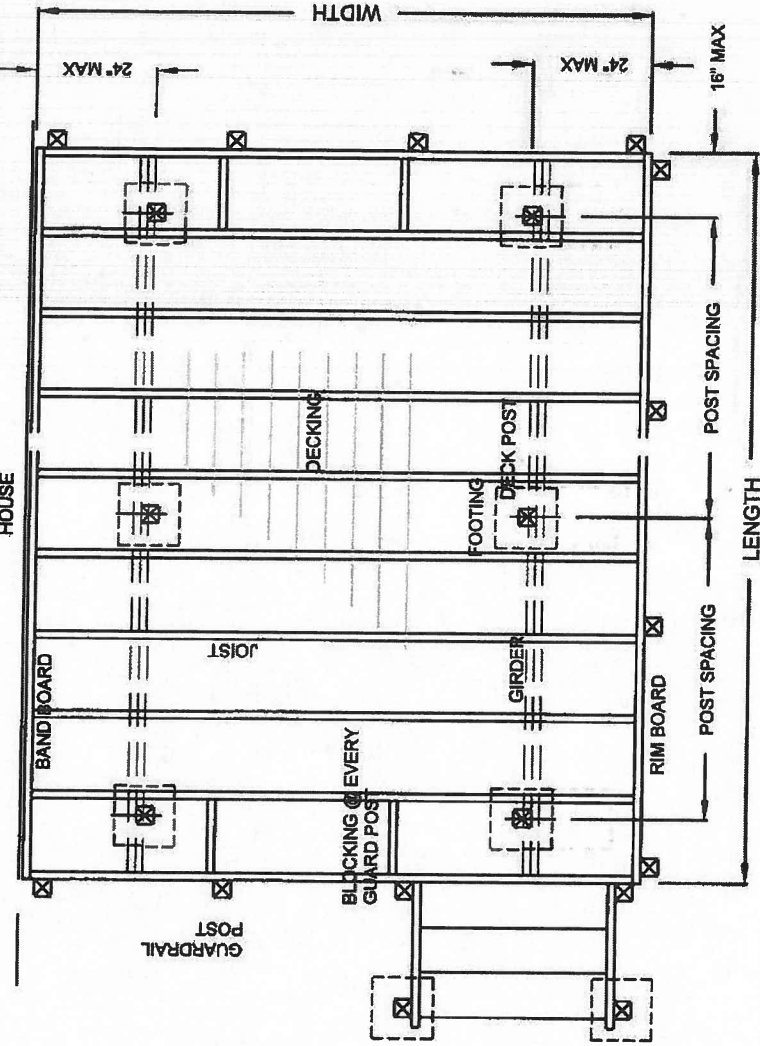 WIDTH
24" MAX
24" MAX
16" MAX
HOUSE
BAND BOARD
DECKING
JOIST
FOOTING
DECK POST
GIRDER
BLOCKING @ EVERY
GUARD POS
GUARDRAIL
POST
RIM BOARD
POST SPACING
POST SPACING
LENGTH